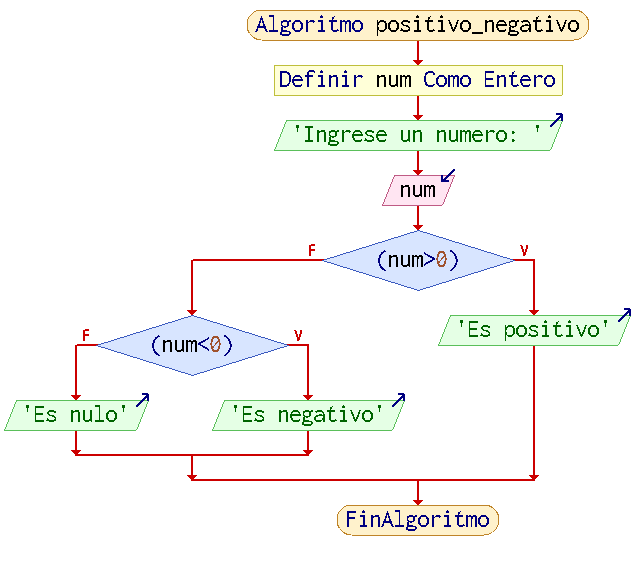 Algoritmo positivo_negativo
Definir num Como Entero
'Ingrese un numero: '
num
F
(num>0)
V
F
(num<0)
V
'Es positivo'
'Es nulo'
'Es negativo'
FinAlgoritmo